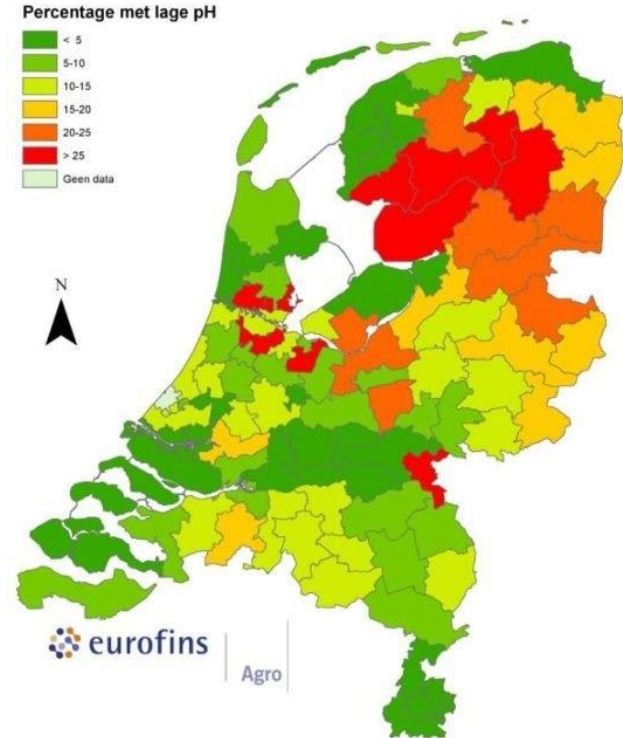 Percentage met lage pH
< 5
5-10
10-15
15-20
20-25
> 25
Geen data
N
eurofins
Agro